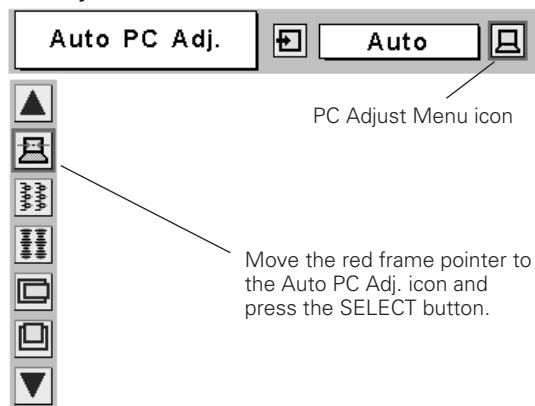 Auto PC Adj.
Auto
PC Adjust Menu icon
Move the red frame pointer to
the Auto PC Adj. icon and
press the SELECT button.